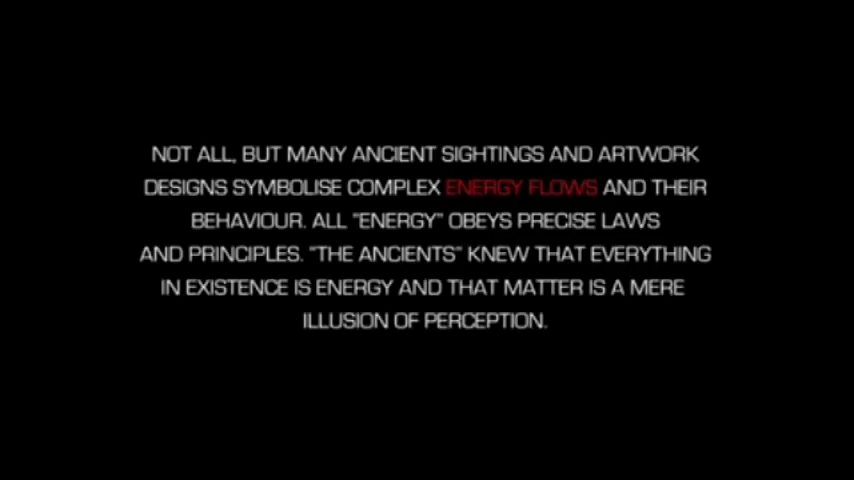 NOT ALL, BUT MANY ANCIENT SIGHTINGS AND ARTWORK
DESIGNS SYMBOLISE COMPLEX ENERGY FLOWS AND THEIR
BEHAVIOUR. ALL "ENERGY" OBEYS PRECISE LAWS
AND PRINCIPLES. "THE ANCIENTS" KNEW THAT EVERYTHING
IN EXISTENCE IS ENERGY AND THAT MATTER IS A MERE
ILLUSION OF PERCEPTION.